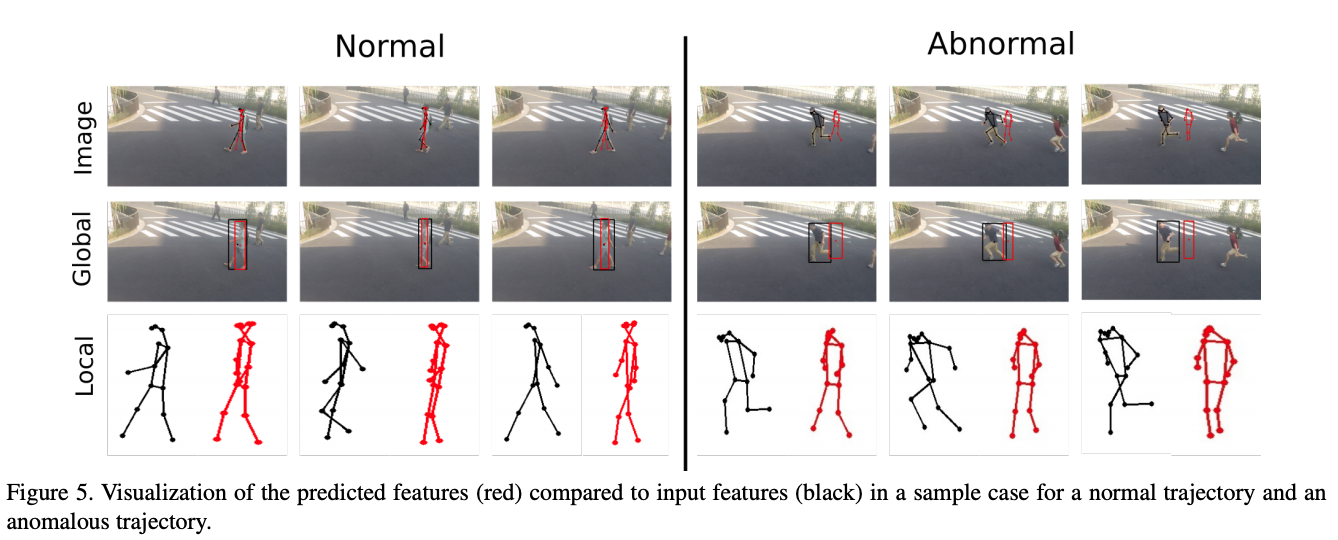 Normal
Abnormal
Image
Global
Local
Figure 5. Visualization of the predicted features (red) compared to input features (black) in a sample case for a normal trajectory and an
anomalous trajectory.